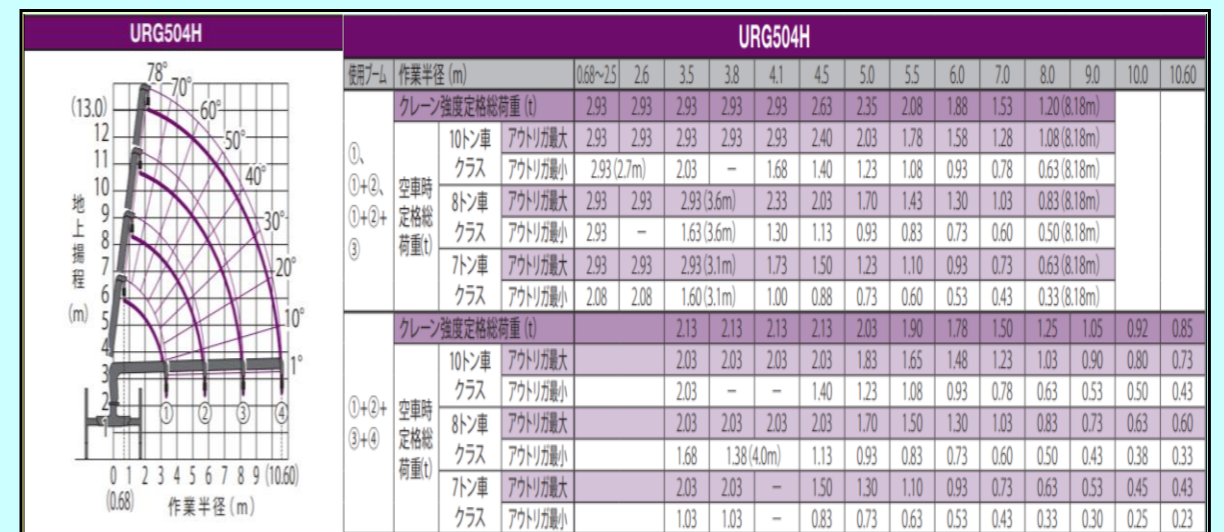 URG504H
78°
70°
60°
50°
40°
30°
20°
10°
1°
(13.0)
12
11
10
9
8
7
6
5
4
3
2
1
地上揚程(m)
① ② ③ ④
0 1 2 3 4 5 6 7 8 9 (10.60)
(0.68)
作業半径(m)
URG504H
使用ブーム 作業半径(m) 0.68~2.5 2.6 3.5 3.8 4.1 4.5 5.0 5.5 6.0 7.0 8.0 9.0 10.0 10.60
①、①+②、①+②+③
クレーン強度定格総荷重(t) 2.93 2.93 2.93 2.93 2.93 2.63 2.35 2.08 1.88 1.53 1.20(8.18m)
空車時定格総荷重(t)
10トン車クラス
アウトリガ最大 2.93 2.93 2.93 2.93 2.93 2.40 2.03 1.78 1.58 1.28 1.08(8.18m)
アウトリガ最小 2.93(2.7m) 2.03 − 1.68 1.40 1.23 1.08 0.93 0.78 0.63(8.18m)
8トン車クラス
アウトリガ最大 2.93 2.93 2.93(3.6m) 2.33 2.03 1.70 1.43 1.30 1.03 0.83(8.18m)
アウトリガ最小 2.93 − 1.63(3.6m) 1.30 1.13 0.93 0.83 0.73 0.60 0.50(8.18m)
7トン車クラス
アウトリガ最大 2.93 2.93 2.93(3.1m) 1.73 1.50 1.23 1.10 0.93 0.73 0.63(8.18m)
アウトリガ最小 2.08 2.08 1.60(3.1m) 1.00 0.88 0.73 0.60 0.53 0.43 0.33(8.18m)
①+②+③+④
クレーン強度定格総荷重(t) 2.13 2.13 2.13 2.13 2.03 1.90 1.78 1.50 1.25 1.05 0.92 0.85
空車時定格総荷重(t)
10トン車クラス
アウトリガ最大 2.03 2.03 2.03 2.03 1.83 1.65 1.48 1.23 1.03 0.90 0.80 0.73
アウトリガ最小 2.03 − − 1.40 1.23 1.08 0.93 0.78 0.63 0.53 0.50 0.43
8トン車クラス
アウトリガ最大 2.03 2.03 2.03 2.03 1.70 1.50 1.30 1.03 0.83 0.73 0.63 0.60
アウトリガ最小 1.68 1.38(4.0m) 1.13 0.93 0.83 0.73 0.60 0.50 0.43 0.38 0.33
7トン車クラス
アウトリガ最大 2.03 2.03 − 1.50 1.30 1.10 0.93 0.73 0.63 0.53 0.45 0.43
アウトリガ最小 1.03 1.03 − 0.83 0.73 0.63 0.53 0.43 0.33 0.30 0.25 0.23